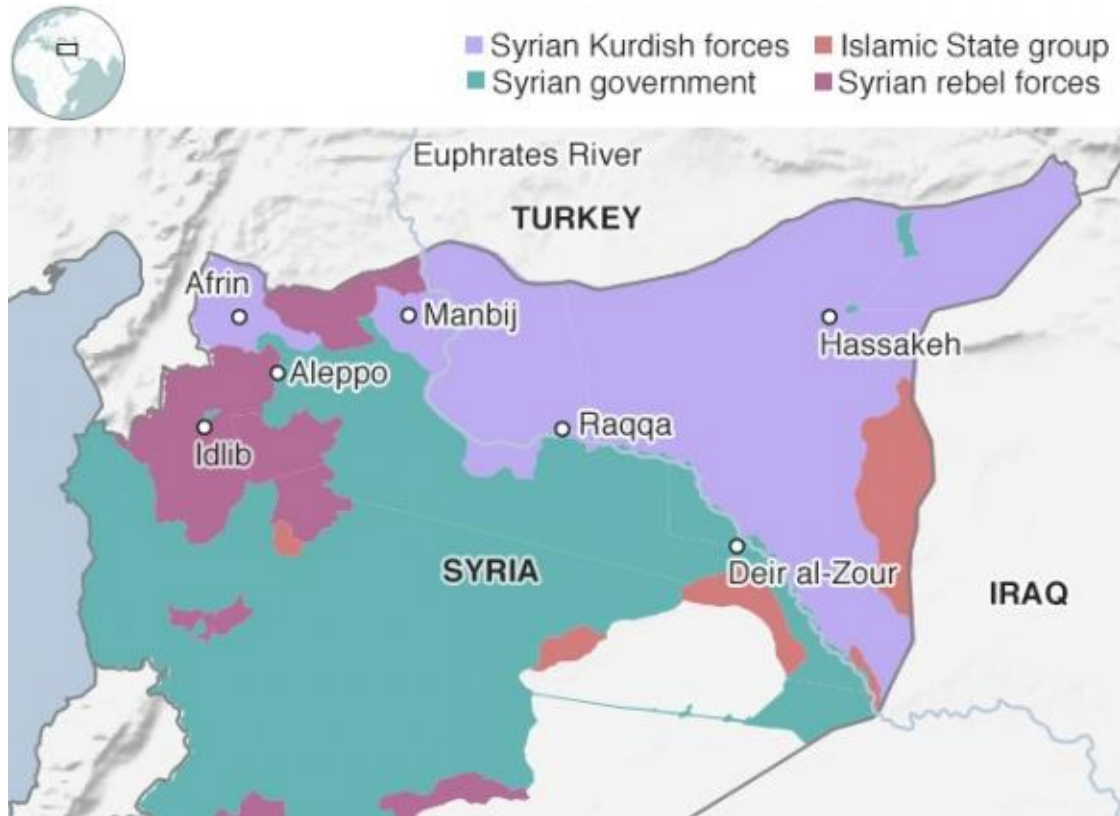 Syrian Kurdish forces
Islamic State group
Syrian government
Syrian rebel forces
Euphrates River
TURKEY
Afrin
Manbij
Hassakeh
Aleppo
Raqqa
Idlib
SYRIA
Deir al-Zour
IRAQ